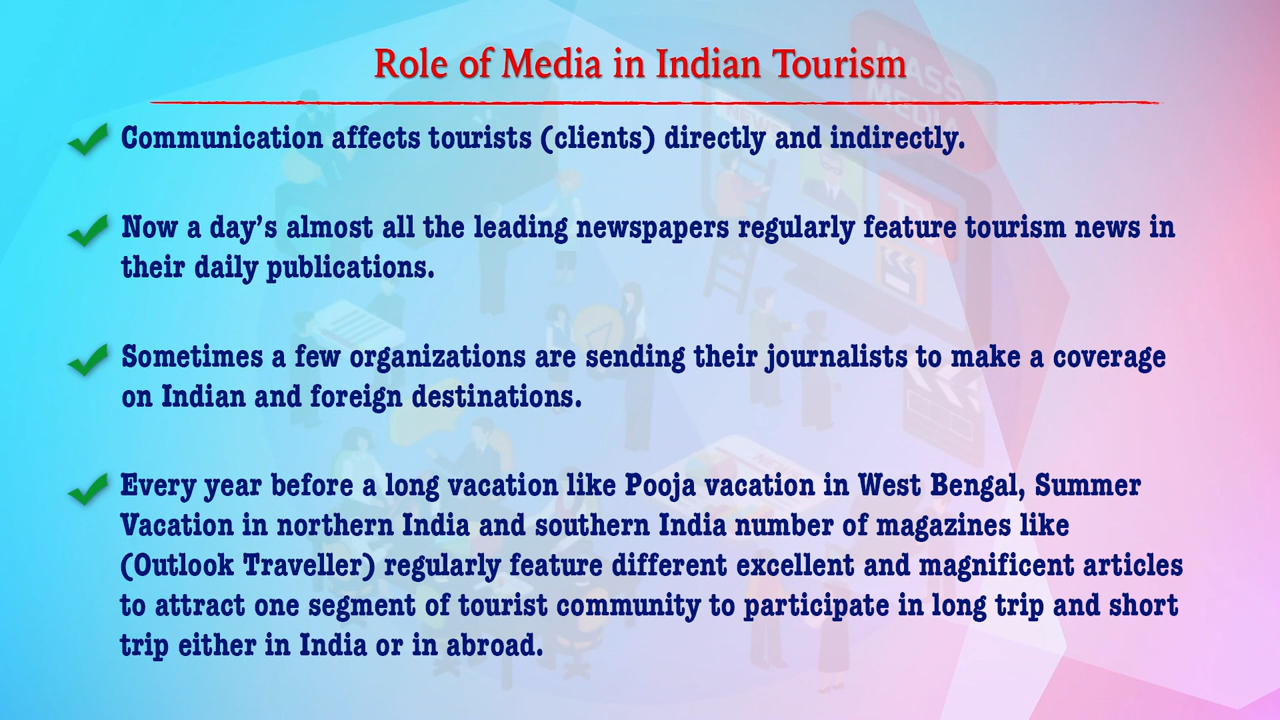 Role of Media in Indian Tourism
Communication affects tourists (clients) directly and indirectly.
Now a day's almost all the leading newspapers regularly feature tourism news in
their daily publications.
Sometimes a few organizations are sending their journalists to make a coverage
on Indian and foreign destinations.
Every year before a long vacation like Pooja vacation in West Bengal, Summer
Vacation in northern India and southern India number of magazines like
(Outlook Traveller) regularly feature different excellent and magnificent articles
to attract one segment of tourist community to participate in long trip and short
trip either in India or in abroad.
MASS
MEDIA